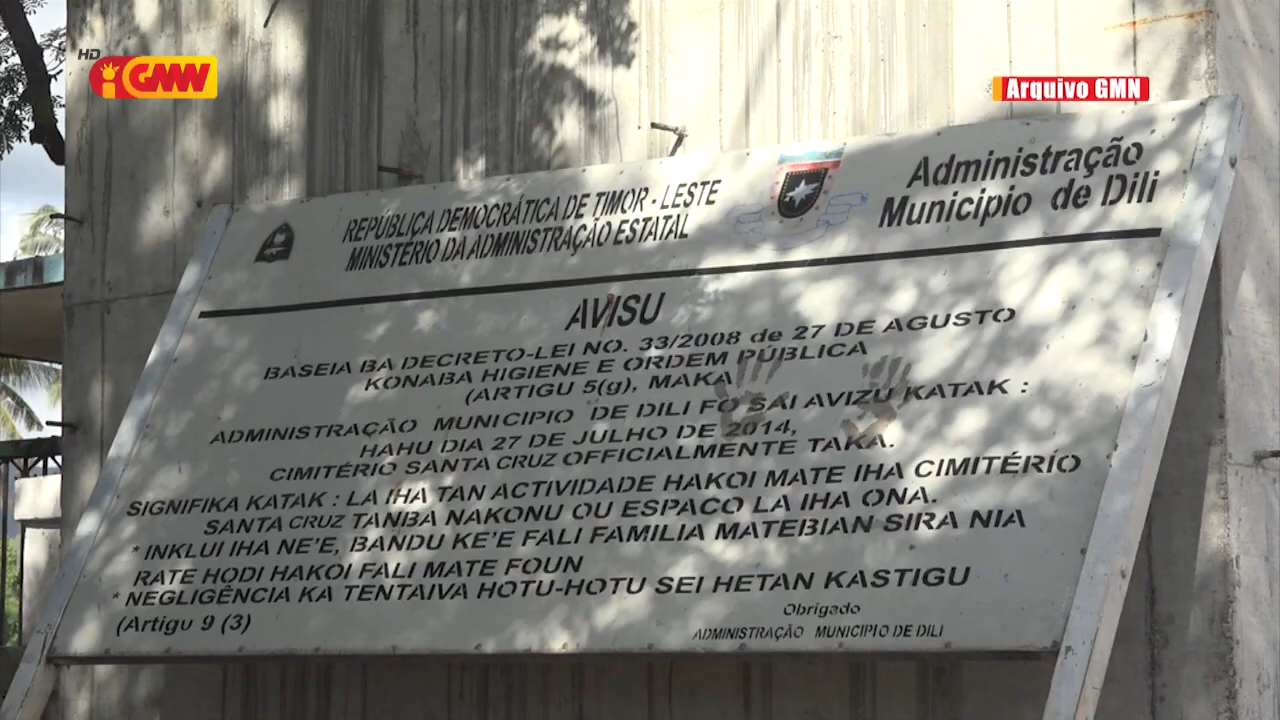 HD
GMN
Arquivo GMN
REPÚBLICA DEMOCRÁTICA DE TIMOR - LESTE
MINISTÉRIO DA ADMINISTRAÇÃO ESTATAL
Administração
Municipio de Dili
AVISU
BASEIA BA DECRETO-LEI NO. 33/2008 de 27 DE AGUSTO
KONABA HIGIENE E ORDEM PÚBLICA
(ARTIGU 5(g), MAKA
ADMINISTRAÇÃO MUNICIPIO DE DILI FO SAI AVIZU KATAK :
HAHU DIA 27 DE JULHO DE 2014,
CIMITÉRIO SANTA CRUZ OFFICIALMENTE TAKA.
SIGNIFIKA KATAK : LA IHA TAN ACTIVIDADE HAKOI MATE IHA CIMITÉRÍO
SANTA CRUZ TANBA NAKONU OU ESPACO LA IHA ONA.
* INKLUI IHA NE'E, BANDU KE'E FALI FAMILIA MATEBIAN SIRA NIA
RATE HODI HAKOI FALI MATE FOUN
* NEGLIGÊNCIA KA TENTAIVA HOTU-HOTU SEI HETAN KASTIGU
(Artigu 9 (3)
Obrigado
ADMINISTRAÇÃO MUNICIPIO DE DILI